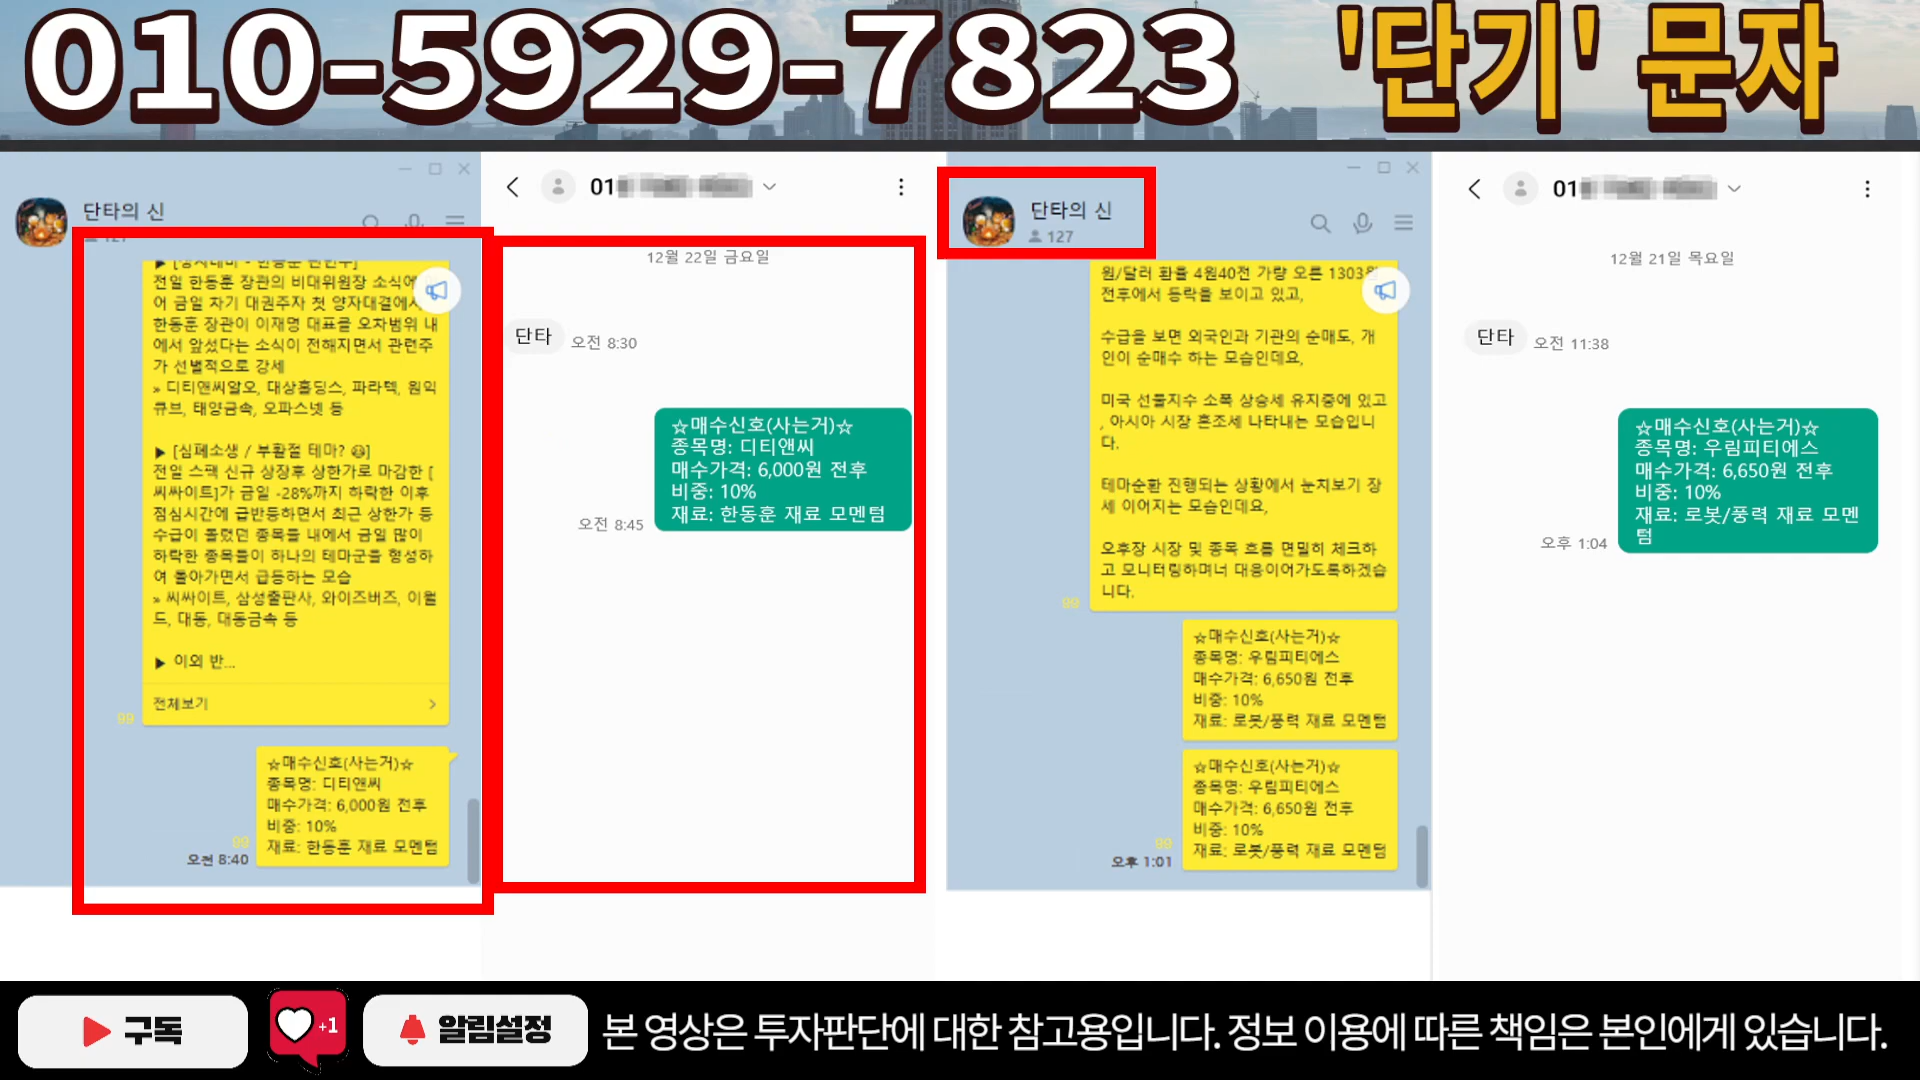 010-5929-7823 '단기' 문자
단타의 신
127
▶ [정치테마 - 한동훈 관련주]
전일 한동훈 장관의 비대위원장 소식에
어 금일 차기 대권주자 첫 양자대결에서
한동훈 장관이 이재명 대표를 오차범위 내
에서 앞섰다는 소식이 전해지면서 관련주
가 선별적으로 강세
» 디티앤씨알오, 대상홀딩스, 파라텍, 원익
큐브, 태양금속, 오파스넷 등
▶ [심폐소생 / 부활절 테마? 😂]
전일 스팩 신규 상장후 상한가로 마감한 [
씨싸이트]가 금일 -28%까지 하락한 이후
점심시간에 급반등하면서 최근 상한가 등
수급이 몰렸던 종목들 내에서 금일 많이
하락한 종목들이 하나의 테마군을 형성하
여 돌아가면서 급등하는 모습
» 씨싸이트, 삼성출판사, 와이즈버즈, 이월
드, 대동, 대동금속 등
▶ 이외 반...
전체보기
99
☆매수신호(사는거)☆
종목명: 디티앤씨
매수가격: 6,000원 전후
비중: 10%
재료: 한동훈 재료 모멘텀
99
오전 8:40
01
12월 22일 금요일
단타
오전 8:30
☆매수신호(사는거)☆
종목명: 디티앤씨
매수가격: 6,000원 전후
비중: 10%
재료: 한동훈 재료 모멘텀
오전 8:45
단타의 신
127
원/달러 환율 4원40전 가량 오른 1303원
전후에서 등락을 보이고 있고,
수급을 보면 외국인과 기관의 순매도, 개
인이 순매수 하는 모습인데요,
미국 선물지수 소폭 상승세 유지중에 있고
, 아시아 시장 혼조세 나타내는 모습입니
다.
테마순환 진행되는 상황에서 눈치보기 장
세 이어지는 모습인데요,
오후장 시장 및 종목 흐름 면밀히 체크하
고 모니터링하며너 대응이어가도록하겠습
니다.
99
☆매수신호(사는거)☆
종목명: 우림피티에스
매수가격: 6,650원 전후
비중: 10%
재료: 로봇/풍력 재료 모멘텀
☆매수신호(사는거)☆
종목명: 우림피티에스
매수가격: 6,650원 전후
비중: 10%
재료: 로봇/풍력 재료 모멘텀
99
오후 1:01
01
12월 21일 목요일
단타
오전 11:38
☆매수신호(사는거)☆
종목명: 우림피티에스
매수가격: 6,650원 전후
비중: 10%
재료: 로봇/풍력 재료 모멘
텀
오후 1:04
구독
+1
알림설정
본 영상은 투자판단에 대한 참고용입니다. 정보 이용에 따른 책임은 본인에게 있습니다.